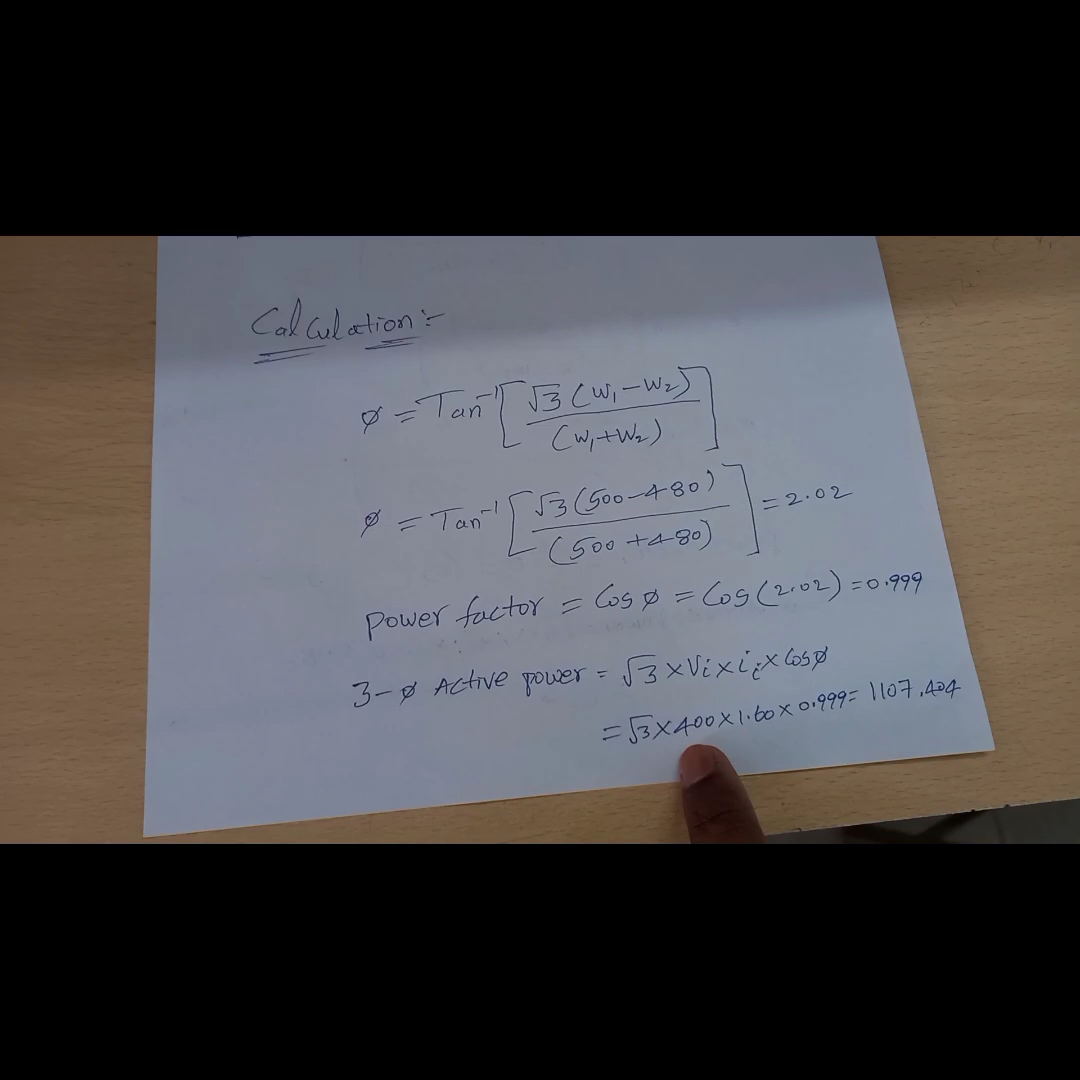 Calculation:-
ø = Tan⁻¹ [√3 (W₁-W₂) / (W₁+W₂)]
ø = Tan⁻¹ [√3 (500-480) / (500+480)] = 2.02
Power factor = Cos ø = Cos (2.02) = 0.999
3-ø Active power = √3 × Vᵢ × iᵢ × Cosø
= √3 × 400 × 1.60 × 0.999 = 1107.404